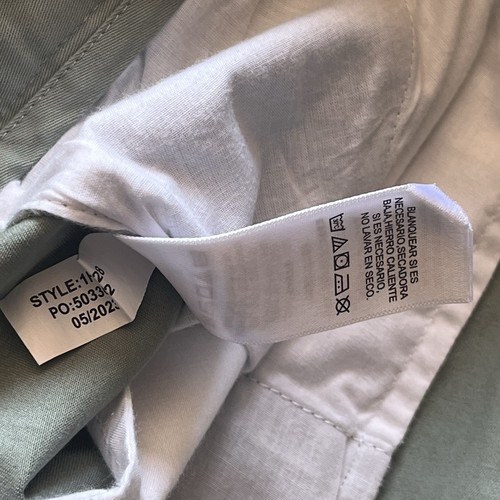 BLANQUEAR SI ES
NECESARIO,SECADORA
BAJA,HIERRO CALIENTE
SI ES NECESARIO
NO LAVAR EN SECO.
PO:5033
05/202